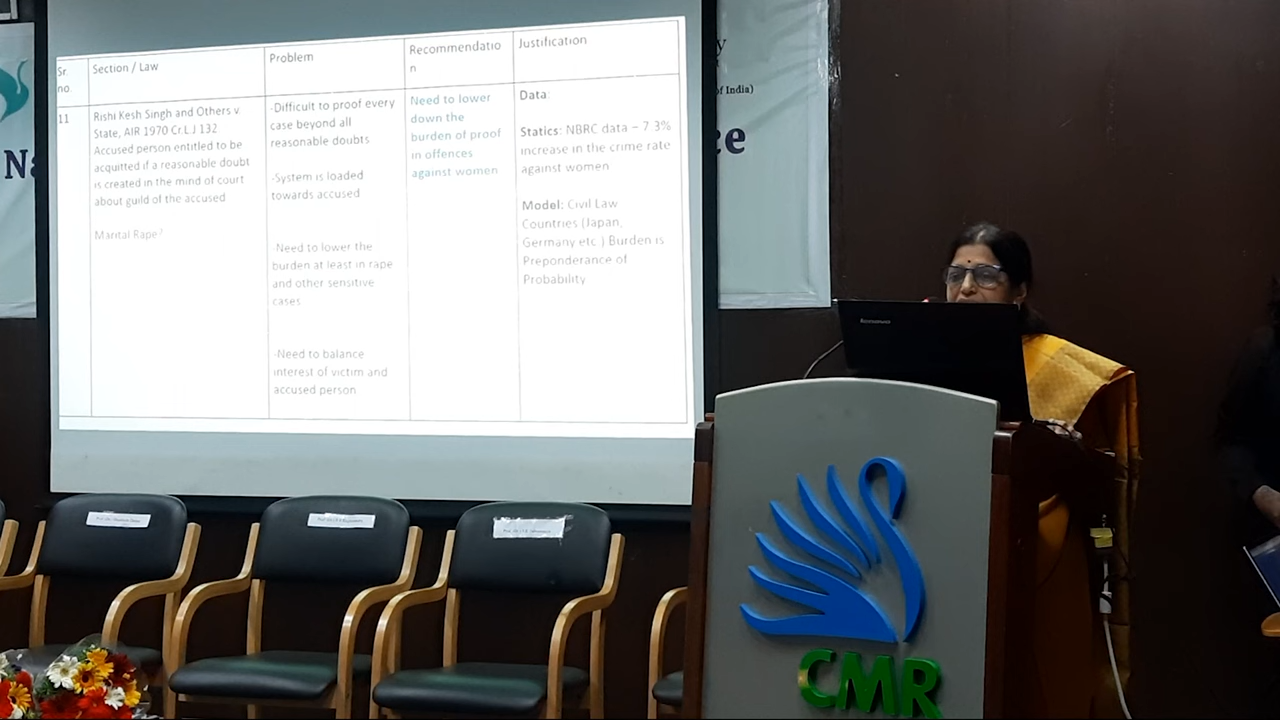 Sr.
no.
Section / Law
Problem
Recommendatio
n
Justification
11
Rishi Kesh Singh and Others v.
State, AIR 1970 Cr.L.J 132
Accused person entitled to be
acquitted if a reasonable doubt
is created in the mind of court
about guild of the accused
Marital Rape
-Difficult to proof every
case beyond all
reasonable doubts
-System is loaded
towards accused
-Need to lower the
burden at least in rape
and other sensitive
cases
-Need to balance
interest of victim and
accused person
Need to lower
down the
burden of proof
in offences
against women
Data:
Statics: NBRC data – 7.3%
increase in the crime rate
against women
Model: Civil Law
Countries (Japan,
Germany etc.) Burden is
Preponderance of
Probability
Na
y
of India)
ce
Lenovo
CMR